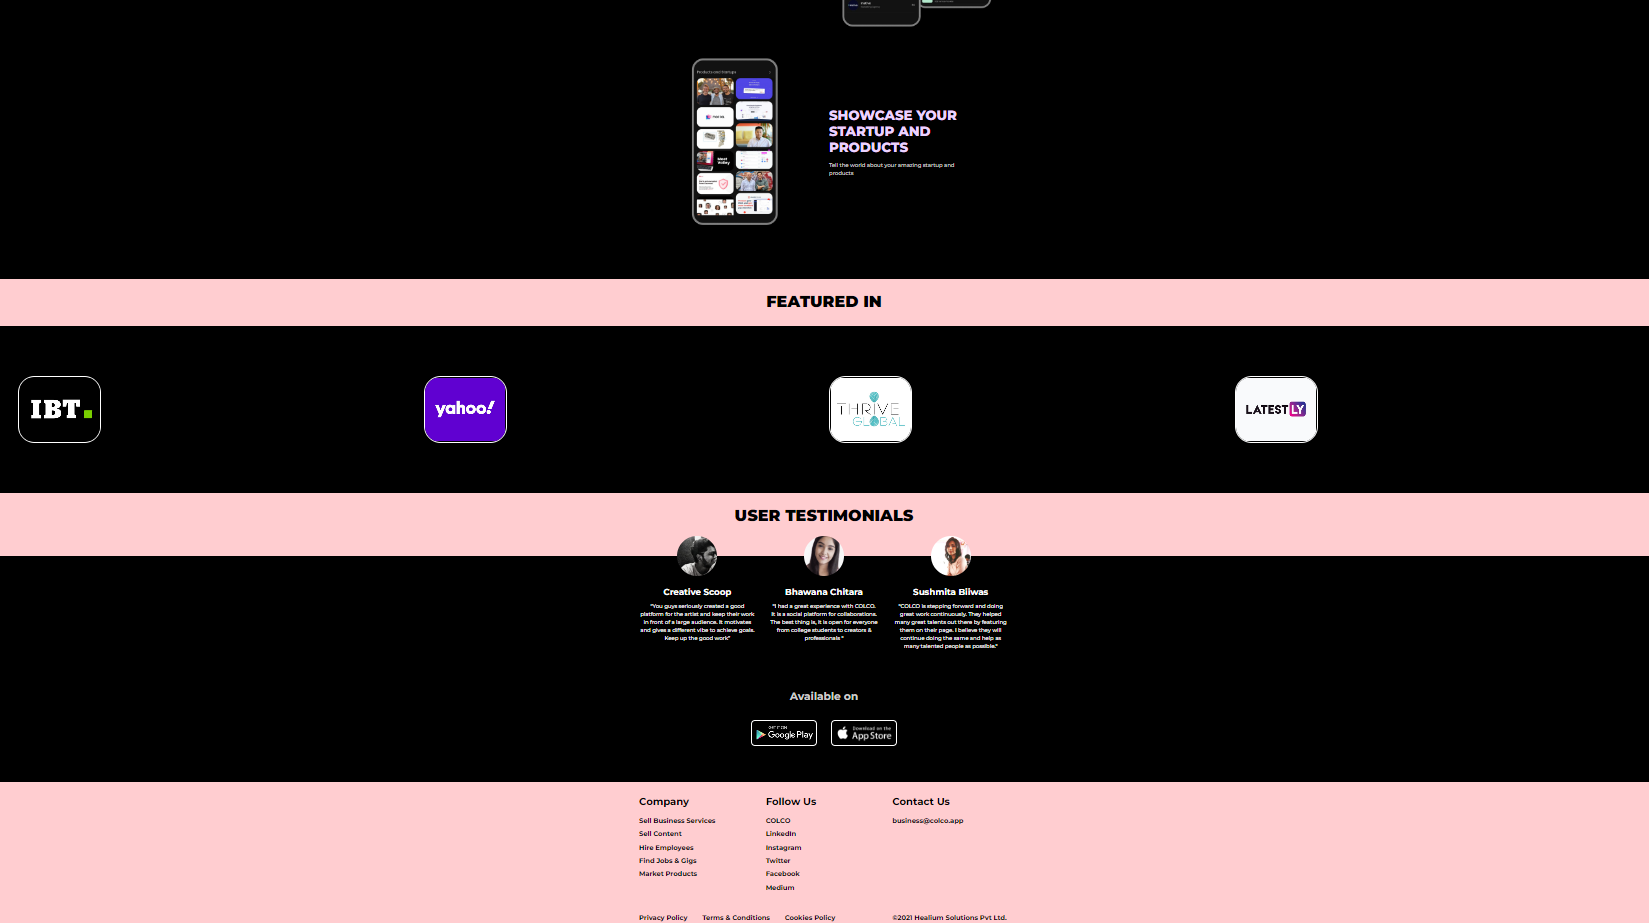 Products and Startups
SHOWCASE YOUR
STARTUP AND
PRODUCTS
Tell the world about your amazing startup and
products
FEATURED IN
IBT
yahoo!
THRIVE
GLOBAL
LATESTLY
USER TESTIMONIALS
Creative Scoop
"You guys seriously created a good
platform for the artist and keep their work
in front of a large audience. It motivates
and gives a different vibe to achieve goals.
Keep up the good work"
Bhawana Chitara
"I had a great experience with COLCO.
It is a social platform for collaborations.
The best thing is, it is open for everyone
from college students to creators &
professionals "
Sushmita Biiwas
"COLCO is stepping forward and doing
great work continuously. They helped
many great talents out there by featuring
them on their page. I believe they will
continue doing the same and help as
many talented people as possible."
Available on
GET IT ON
Google Play
Download on the
App Store
Company
Sell Business Services
Sell Content
Hire Employees
Find Jobs & Gigs
Market Products
Follow Us
COLCO
LinkedIn
Instagram
Twitter
Facebook
Medium
Contact Us
business@colco.app
Privacy Policy
Terms & Conditions
Cookies Policy
©2021 Healium Solutions Pvt Ltd.